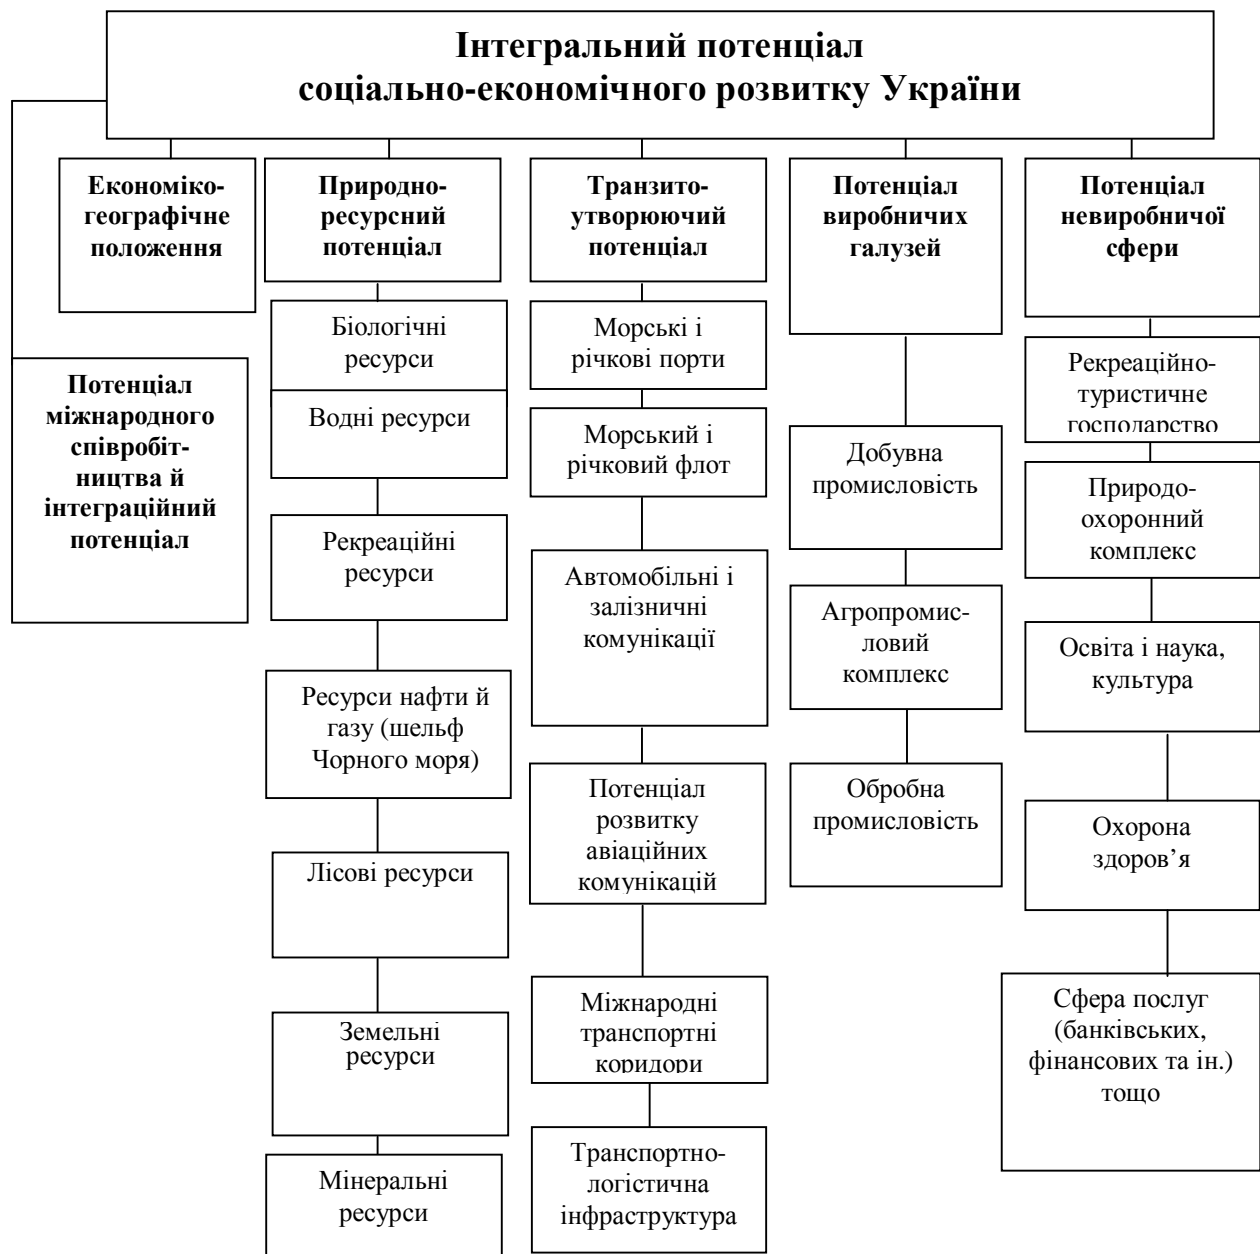 Інтегральний потенціал
соціально-економічного розвитку України
Економіко-
географічне
положення
Потенціал
міжнародного
співробіт-
ництва й
інтеграційний
потенціал
Природно-
ресурсний
потенціал
Біологічні
ресурси
Водні ресурси
Рекреаційні
ресурси
Ресурси нафти й
газу (шельф
Чорного моря)
Лісові ресурси
Земельні
ресурси
Мінеральні
ресурси
Транзито-
утворюючий
потенціал
Морські і
річкові порти
Морський і
річковий флот
Автомобільні і
залізничні
комунікації
Потенціал
розвитку
авіаційних
комунікацій
Міжнародні
транспортні
коридори
Транспортно-
логістична
інфраструктура
Потенціал
виробничих
галузей
Добувна
промисловість
Агропромис-
ловий
комплекс
Обробна
промисловість
Потенціал
невиробничої
сфери
Рекреаційно-
туристичне
господарство
Природо-
охоронний
комплекс
Освіта і наука,
культура
Охорона
здоров’я
Сфера послуг
(банківських,
фінансових та ін.)
тощо